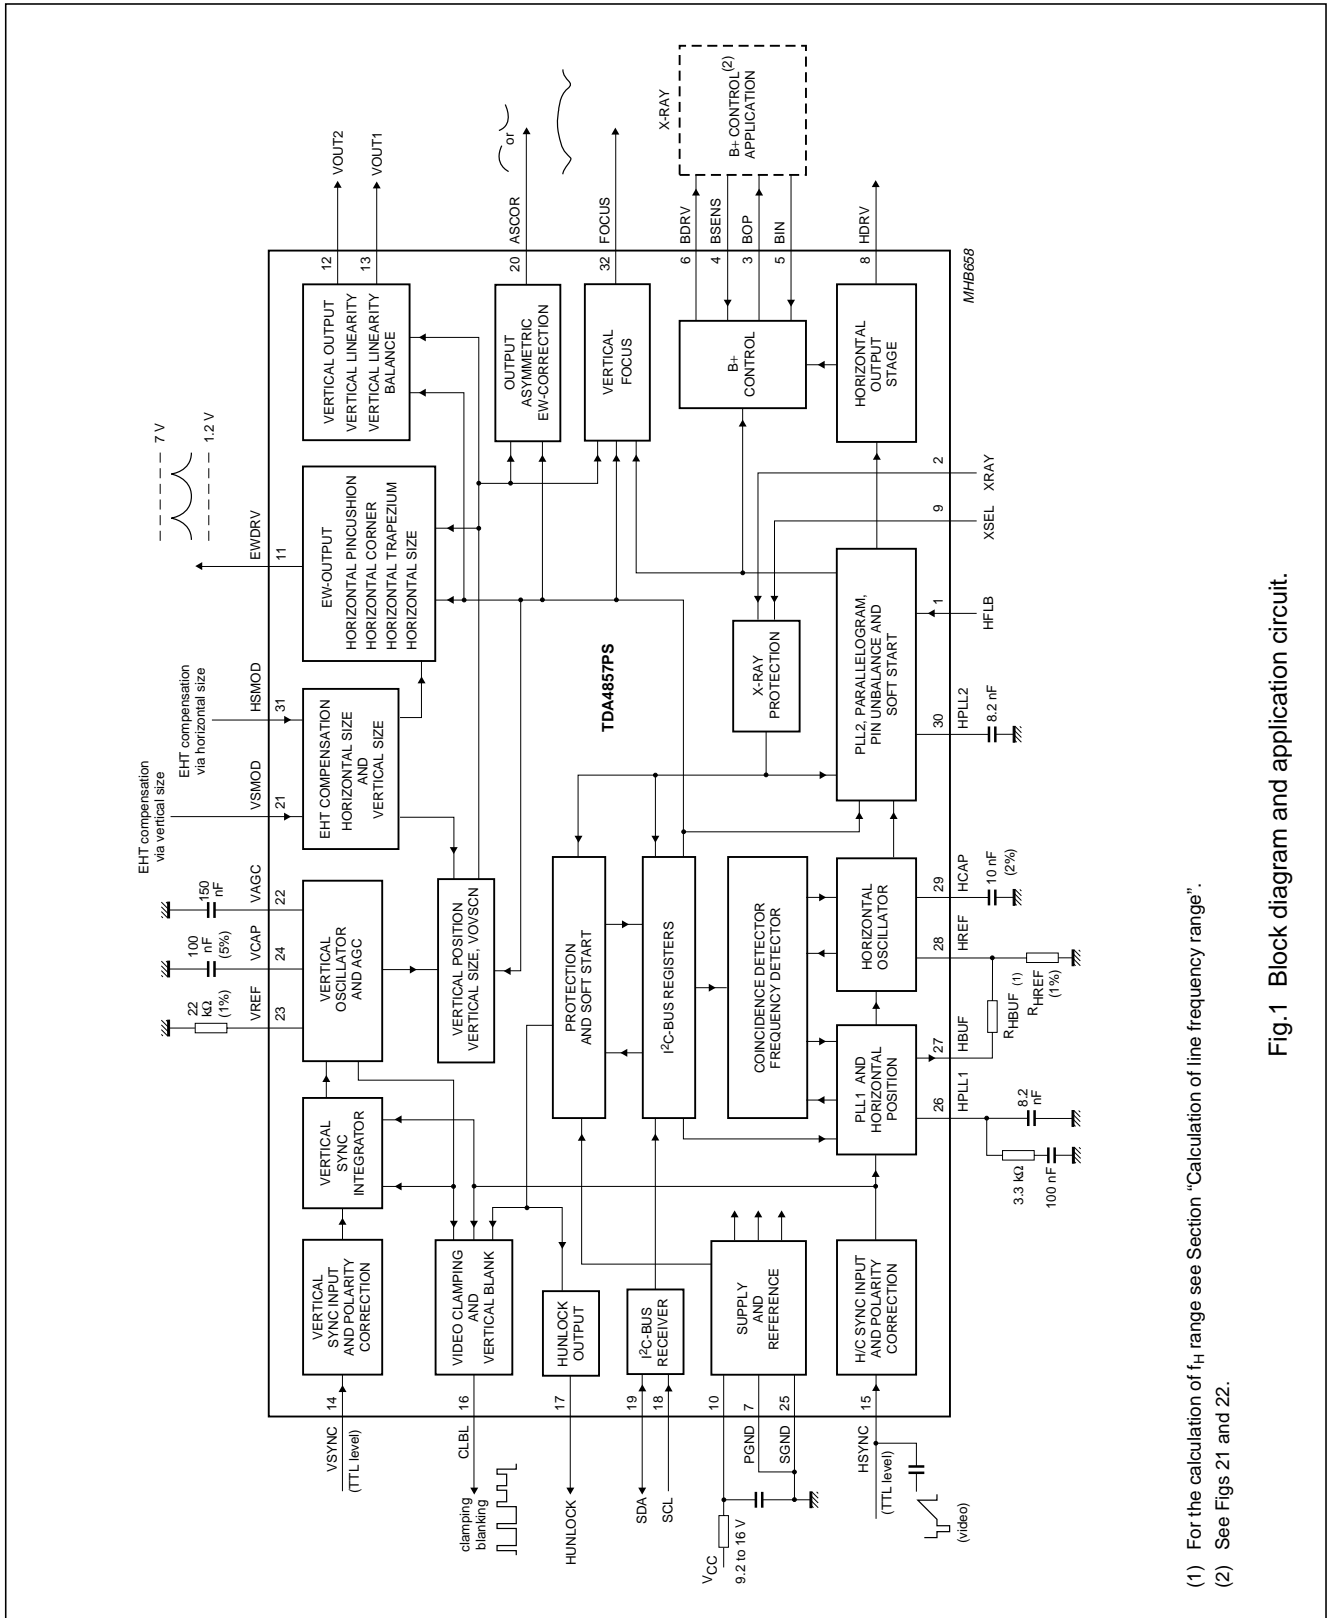 EHT compensation
via vertical size
EHT compensation
via horizontal size
7 V
1.2 V
22
kΩ
(1%)
100
nF
(5%)
150
nF
VREF
VCAP
VAGC
VSMOD
HSMOD
EWDRV
23
24
22
21
31
11
VSYNC
(TTL level)
14
VERTICAL
SYNC INPUT
AND POLARITY
CORRECTION
VERTICAL
SYNC
INTEGRATOR
VERTICAL
OSCILLATOR
AND AGC
EHT COMPENSATION
HORIZONTAL SIZE
AND
VERTICAL SIZE
EW-OUTPUT
HORIZONTAL PINCUSHION
HORIZONTAL CORNER
HORIZONTAL TRAPEZIUM
HORIZONTAL SIZE
VERTICAL OUTPUT
VERTICAL LINEARITY
VERTICAL LINEARITY
BALANCE
12
VOUT2
13
VOUT1
clamping
blanking
CLBL
16
VIDEO CLAMPING
AND
VERTICAL BLANK
VERTICAL POSITION
VERTICAL SIZE, VOVSCN
OUTPUT
ASYMMETRIC
EW-CORRECTION
20
ASCOR
or
HUNLOCK
17
HUNLOCK
OUTPUT
PROTECTION
AND SOFT START
TDA4857PS
VERTICAL
FOCUS
32
FOCUS
SDA
19
SCL
18
I²C-BUS
RECEIVER
I²C-BUS REGISTERS
X-RAY
PROTECTION
B+
CONTROL
6
BDRV
4
BSENS
3
BOP
5
BIN
X-RAY
B+ CONTROL(2)
APPLICATION
VCC
9.2 to 16 V
10
PGND
7
SGND
25
SUPPLY
AND
REFERENCE
COINCIDENCE DETECTOR
FREQUENCY DETECTOR
HSYNC
(TTL level)
15
(video)
H/C SYNC INPUT
AND POLARITY
CORRECTION
PLL1 AND
HORIZONTAL
POSITION
HORIZONTAL
OSCILLATOR
PLL2, PARALLELOGRAM,
PIN UNBALANCE AND
SOFT START
HORIZONTAL
OUTPUT
STAGE
8
HDRV
26
27
28
29
30
1
9
2
HPLL1
HBUF
HREF
HCAP
HPLL2
HFLB
XSEL
XRAY
MHB658
3.3 kΩ
100 nF
8.2
nF
RHBUF (1)
RHREF
(1%)
10 nF
(2%)
8.2 nF
(1) For the calculation of fH range see Section “Calculation of line frequency range”.
(2) See Figs 21 and 22.
Fig.1 Block diagram and application circuit.